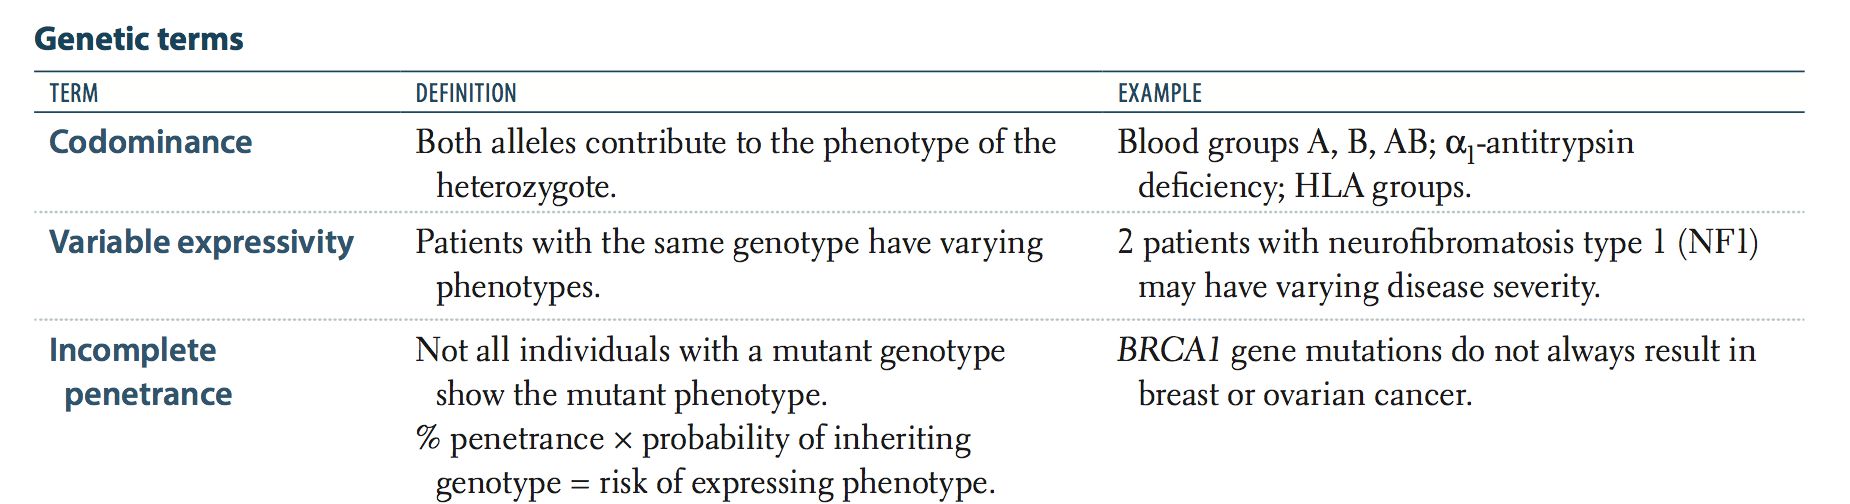 Genetic terms
TERM DEFINITION EXAMPLE
Codominance Both alleles contribute to the phenotype of the Blood groups A, B, AB; α1-antitrypsin
heterozygote. deficiency; HLA groups.
Variable expressivity Patients with the same genotype have varying 2 patients with neurofibromatosis type 1 (NF1)
phenotypes. may have varying disease severity.
Incomplete Not all individuals with a mutant genotype BRCA1 gene mutations do not always result in
penetrance show the mutant phenotype. breast or ovarian cancer.
% penetrance × probability of inheriting
genotype = risk of expressing phenotype.